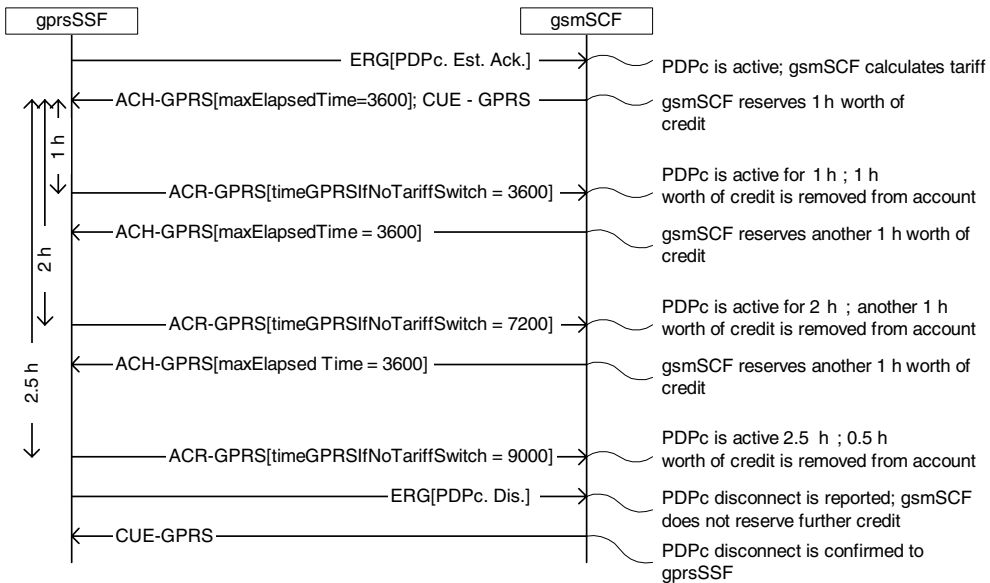 gprsSSF
gsmSCF
ERG[PDPc. Est. Ack.]
PDPc is active; gsmSCF calculates tariff
ACH-GPRS[maxElapsedTime=3600]; CUE - GPRS
gsmSCF reserves 1 h worth of
credit
1 h
ACR-GPRS[timeGPRSIfNoTariffSwitch = 3600]
PDPc is active for 1 h ; 1 h
worth of credit is removed from account
ACH-GPRS[maxElapsedTime = 3600]
gsmSCF reserves another 1 h worth of
credit
2 h
ACR-GPRS[timeGPRSIfNoTariffSwitch = 7200]
PDPc is active for 2 h ; another 1 h
worth of credit is removed from account
ACH-GPRS[maxElapsed Time = 3600]
gsmSCF reserves another 1 h worth of
credit
2.5 h
ACR-GPRS[timeGPRSIfNoTariffSwitch = 9000]
PDPc is active 2.5 h ; 0.5 h
worth of credit is removed from account
ERG[PDPc. Dis.]
PDPc disconnect is reported; gsmSCF
does not reserve further credit
CUE-GPRS
PDPc disconnect is confirmed to
gprsSSF